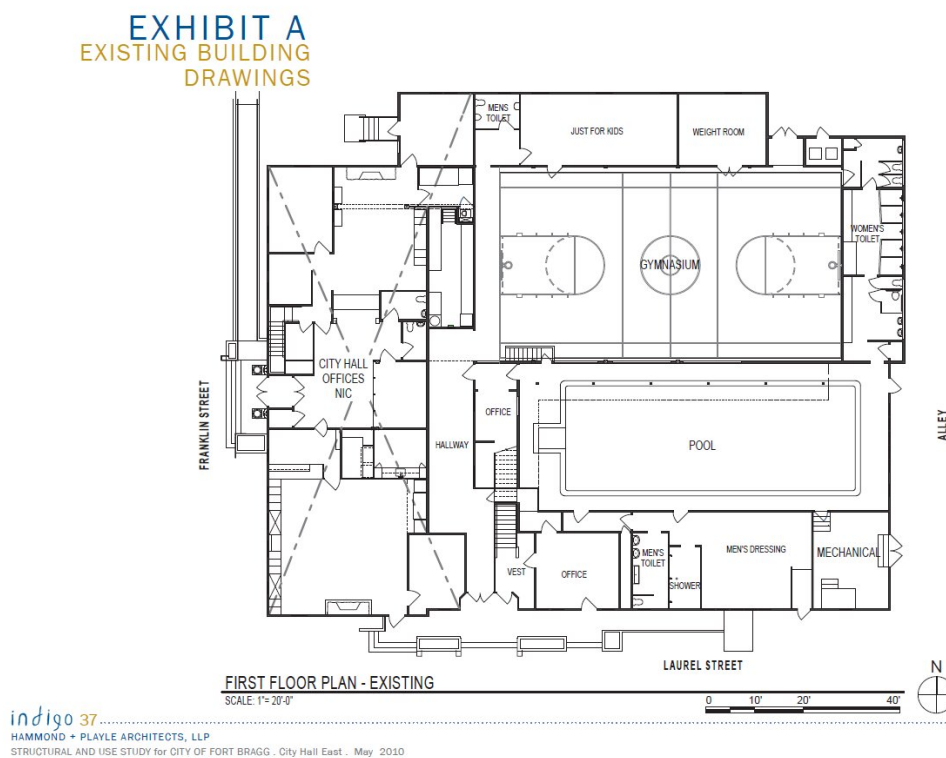 EXHIBIT A
EXISTING BUILDING
DRAWINGS
MENS
TOILET
JUST FOR KIDS
WEIGHT ROOM
WOMEN'S
TOILET
GYMNASIUM
CITY HALL
OFFICES
NIC
FRANKLIN STREET
HALLWAY
OFFICE
POOL
ALLEY
VEST
OFFICE
MEN'S
TOILET
SHOWER
MEN'S DRESSING
MECHANICAL
LAUREL STREET
N
FIRST FLOOR PLAN - EXISTING
SCALE: 1"= 20'-0"
0 10' 20' 40'
indigo 37
HAMMOND + PLAYLE ARCHITECTS, LLP
STRUCTURAL AND USE STUDY for CITY OF FORT BRAGG . City Hall East . May 2010